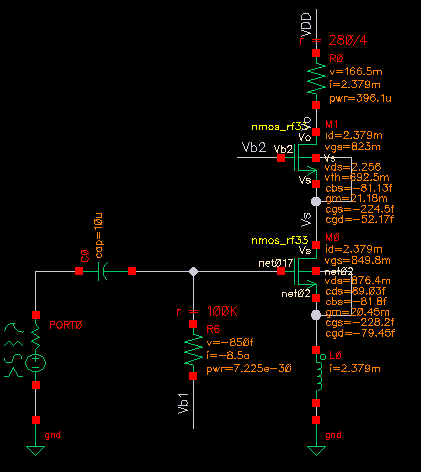 VDD
r = 280/4
R0
v=166.5m
i=2.379m
pwr=396.1u
Vo
nmos_rf33
M1
Vo
id=2.379m
vgs=823m
Vb2
Vb2
Vs
vds=2.256
vth=692.5m
cbs=-81.13f
gm=21.18m
cgs=-224.5f
cgd=-52.17f
Vs
Vs
nmos_rf33
M0
Vs
id=2.379m
vgs=849.8m
net017
net02
vds=876.4m
cds=69.03f
cbs=-81.8f
gm=20.45m
cgs=-228.2f
cgd=-79.45f
net02
C0
cap=10u
r = 100K
R8
v=-850f
i=-8.5a
pwr=7.225e-30
Vb1
PORT0
L0
i=2.379m
gnd
gnd